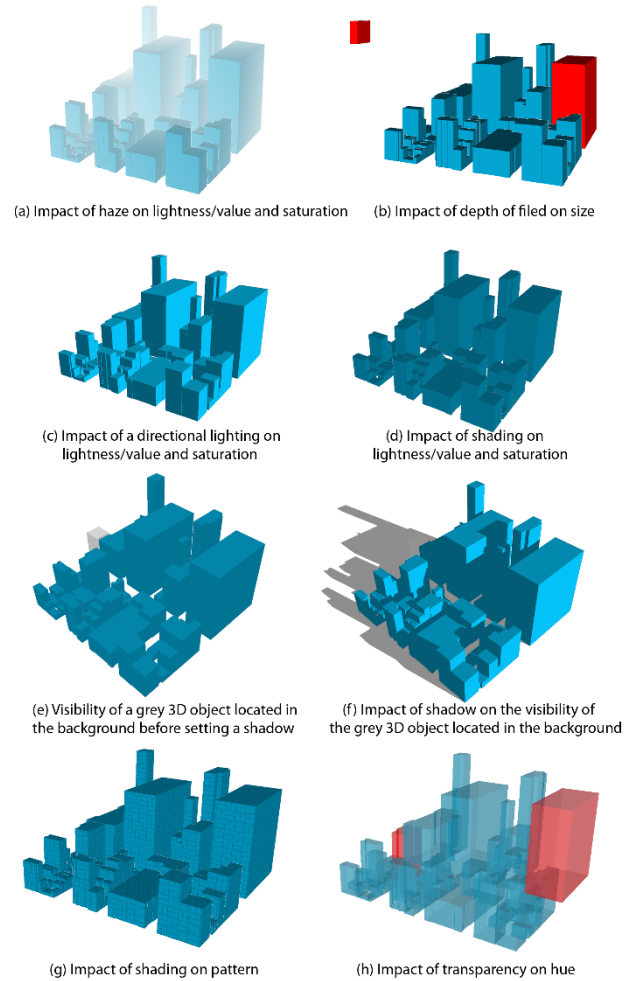 (a) Impact of haze on lightness/value and saturation
(b) Impact of depth of filed on size
(c) Impact of a directional lighting on
lightness/value and saturation
(d) Impact of shading on
lightness/value and saturation
(e) Visibility of a grey 3D object located in
the background before setting a shadow
(f) Impact of shadow on the visibility of
the grey 3D object located in the background
(g) Impact of shading on pattern
(h) Impact of transparency on hue